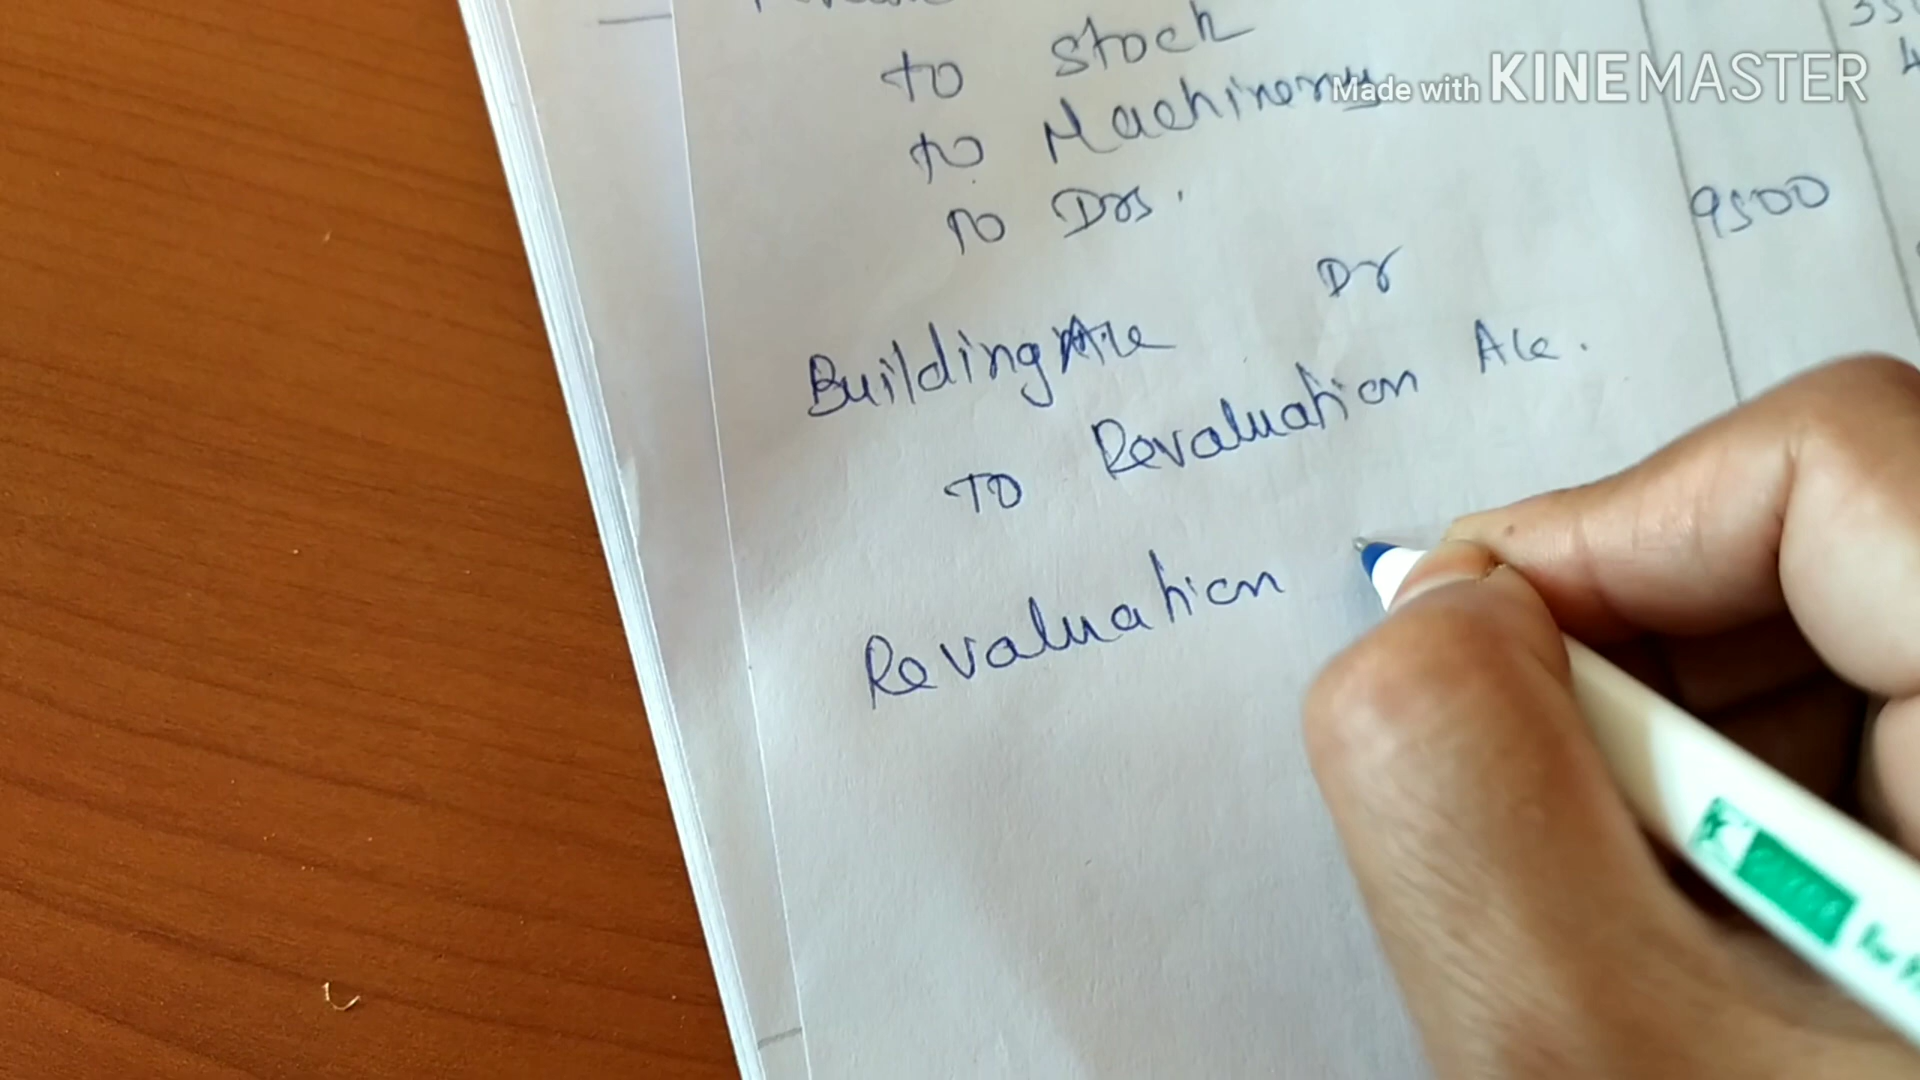 to Stock
Made with KINEMASTER
to Machinery
to Drs.
9500
Dr
Building A/c
TO Revaluation A/c.
Revaluation